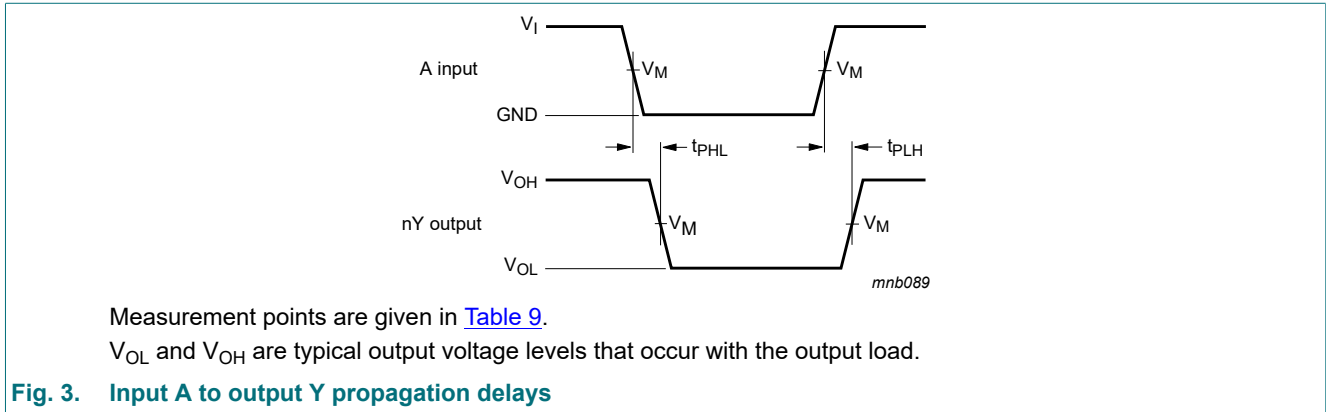 V_I
A input
V_M
V_M
GND
t_PHL
t_PLH
V_OH
nY output
V_M
V_M
V_OL
mnb089
Measurement points are given in Table 9.
V_OL and V_OH are typical output voltage levels that occur with the output load.
Fig. 3. Input A to output Y propagation delays